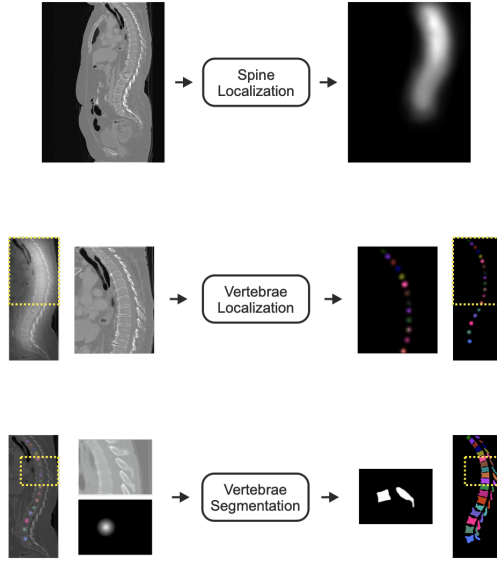 Spine
Localization
Vertebrae
Localization
Vertebrae
Segmentation